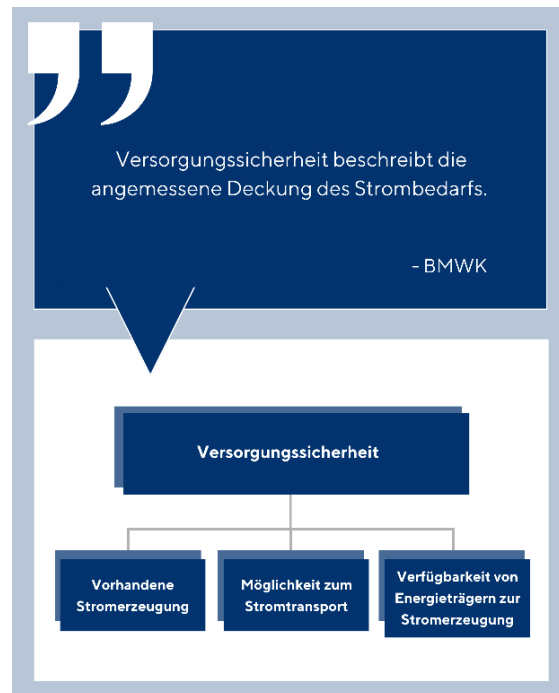 Versorgungssicherheit beschreibt die
angemessene Deckung des Strombedarfs.
- BMWK
Versorgungssicherheit
Vorhandene
Stromerzeugung
Möglichkeit zum
Stromtransport
Verfügbarkeit von
Energieträgern zur
Stromerzeugung